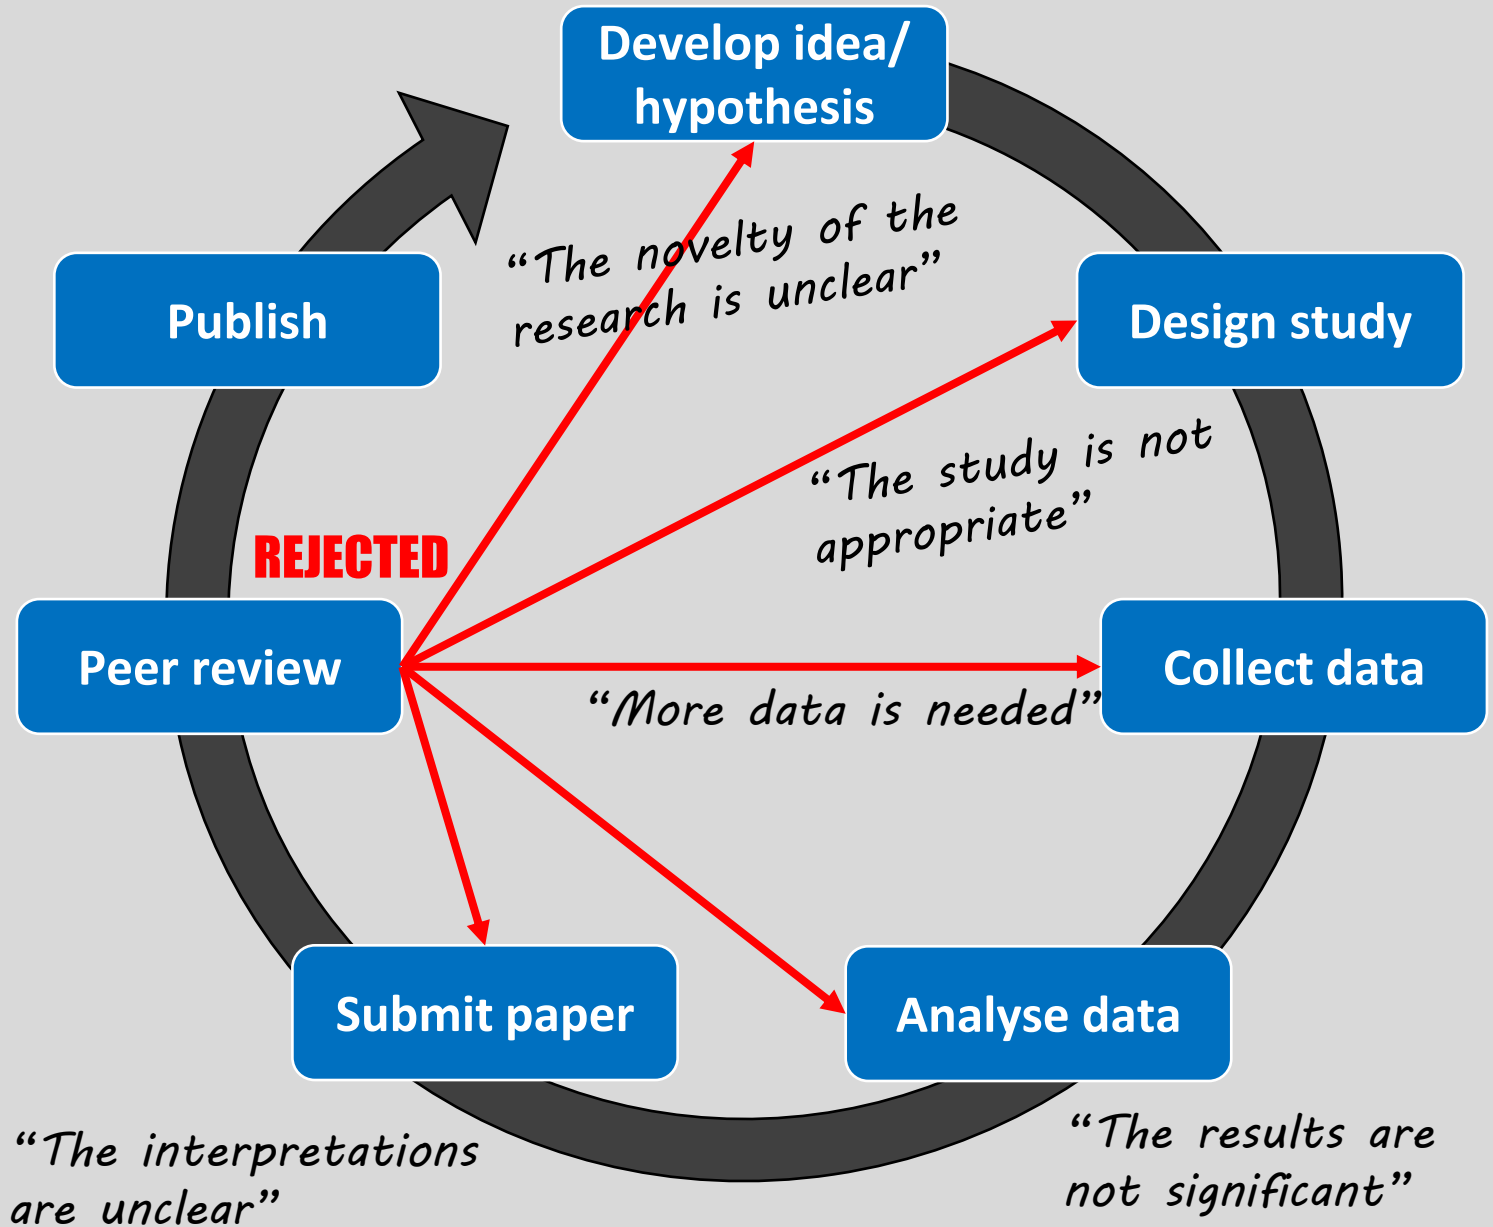 Develop idea/
hypothesis
“The novelty of the
research is unclear”
Publish
Design study
“The study is not
appropriate”
REJECTED
Peer review
Collect data
“More data is needed”
Submit paper
Analyse data
“The interpretations
are unclear”
“The results are
not significant”